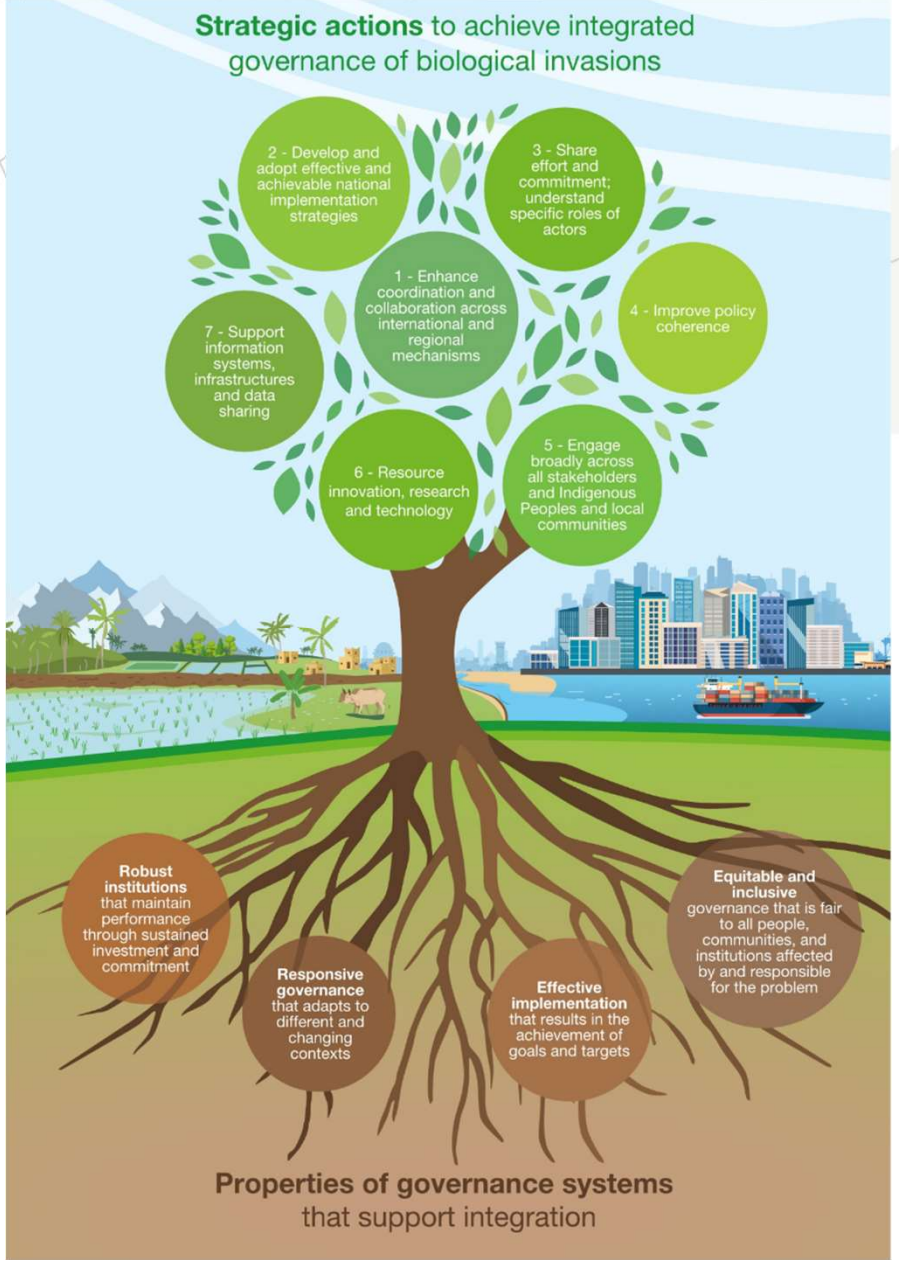 Strategic actions to achieve integrated
governance of biological invasions
2 - Develop and
adopt effective and
achievable national
implementation
strategies
3 - Share
effort and
commitment;
understand
specific roles of
actors
1 - Enhance
coordination and
collaboration across
international and
regional
mechanisms
4 - Improve policy
coherence
7 - Support
information
systems,
infrastructures
and data
sharing
6 - Resource
innovation, research
and technology
5 - Engage
broadly across
all stakeholders
and Indigenous
Peoples and local
communities
Robust
institutions
that maintain
performance
through sustained
investment and
commitment
Responsive
governance
that adapts to
different and
changing
contexts
Effective
implementation
that results in the
achievement of
goals and targets
Equitable and
inclusive
governance that is fair
to all people,
communities, and
institutions affected
by and responsible
for the problem
Properties of governance systems
that support integration